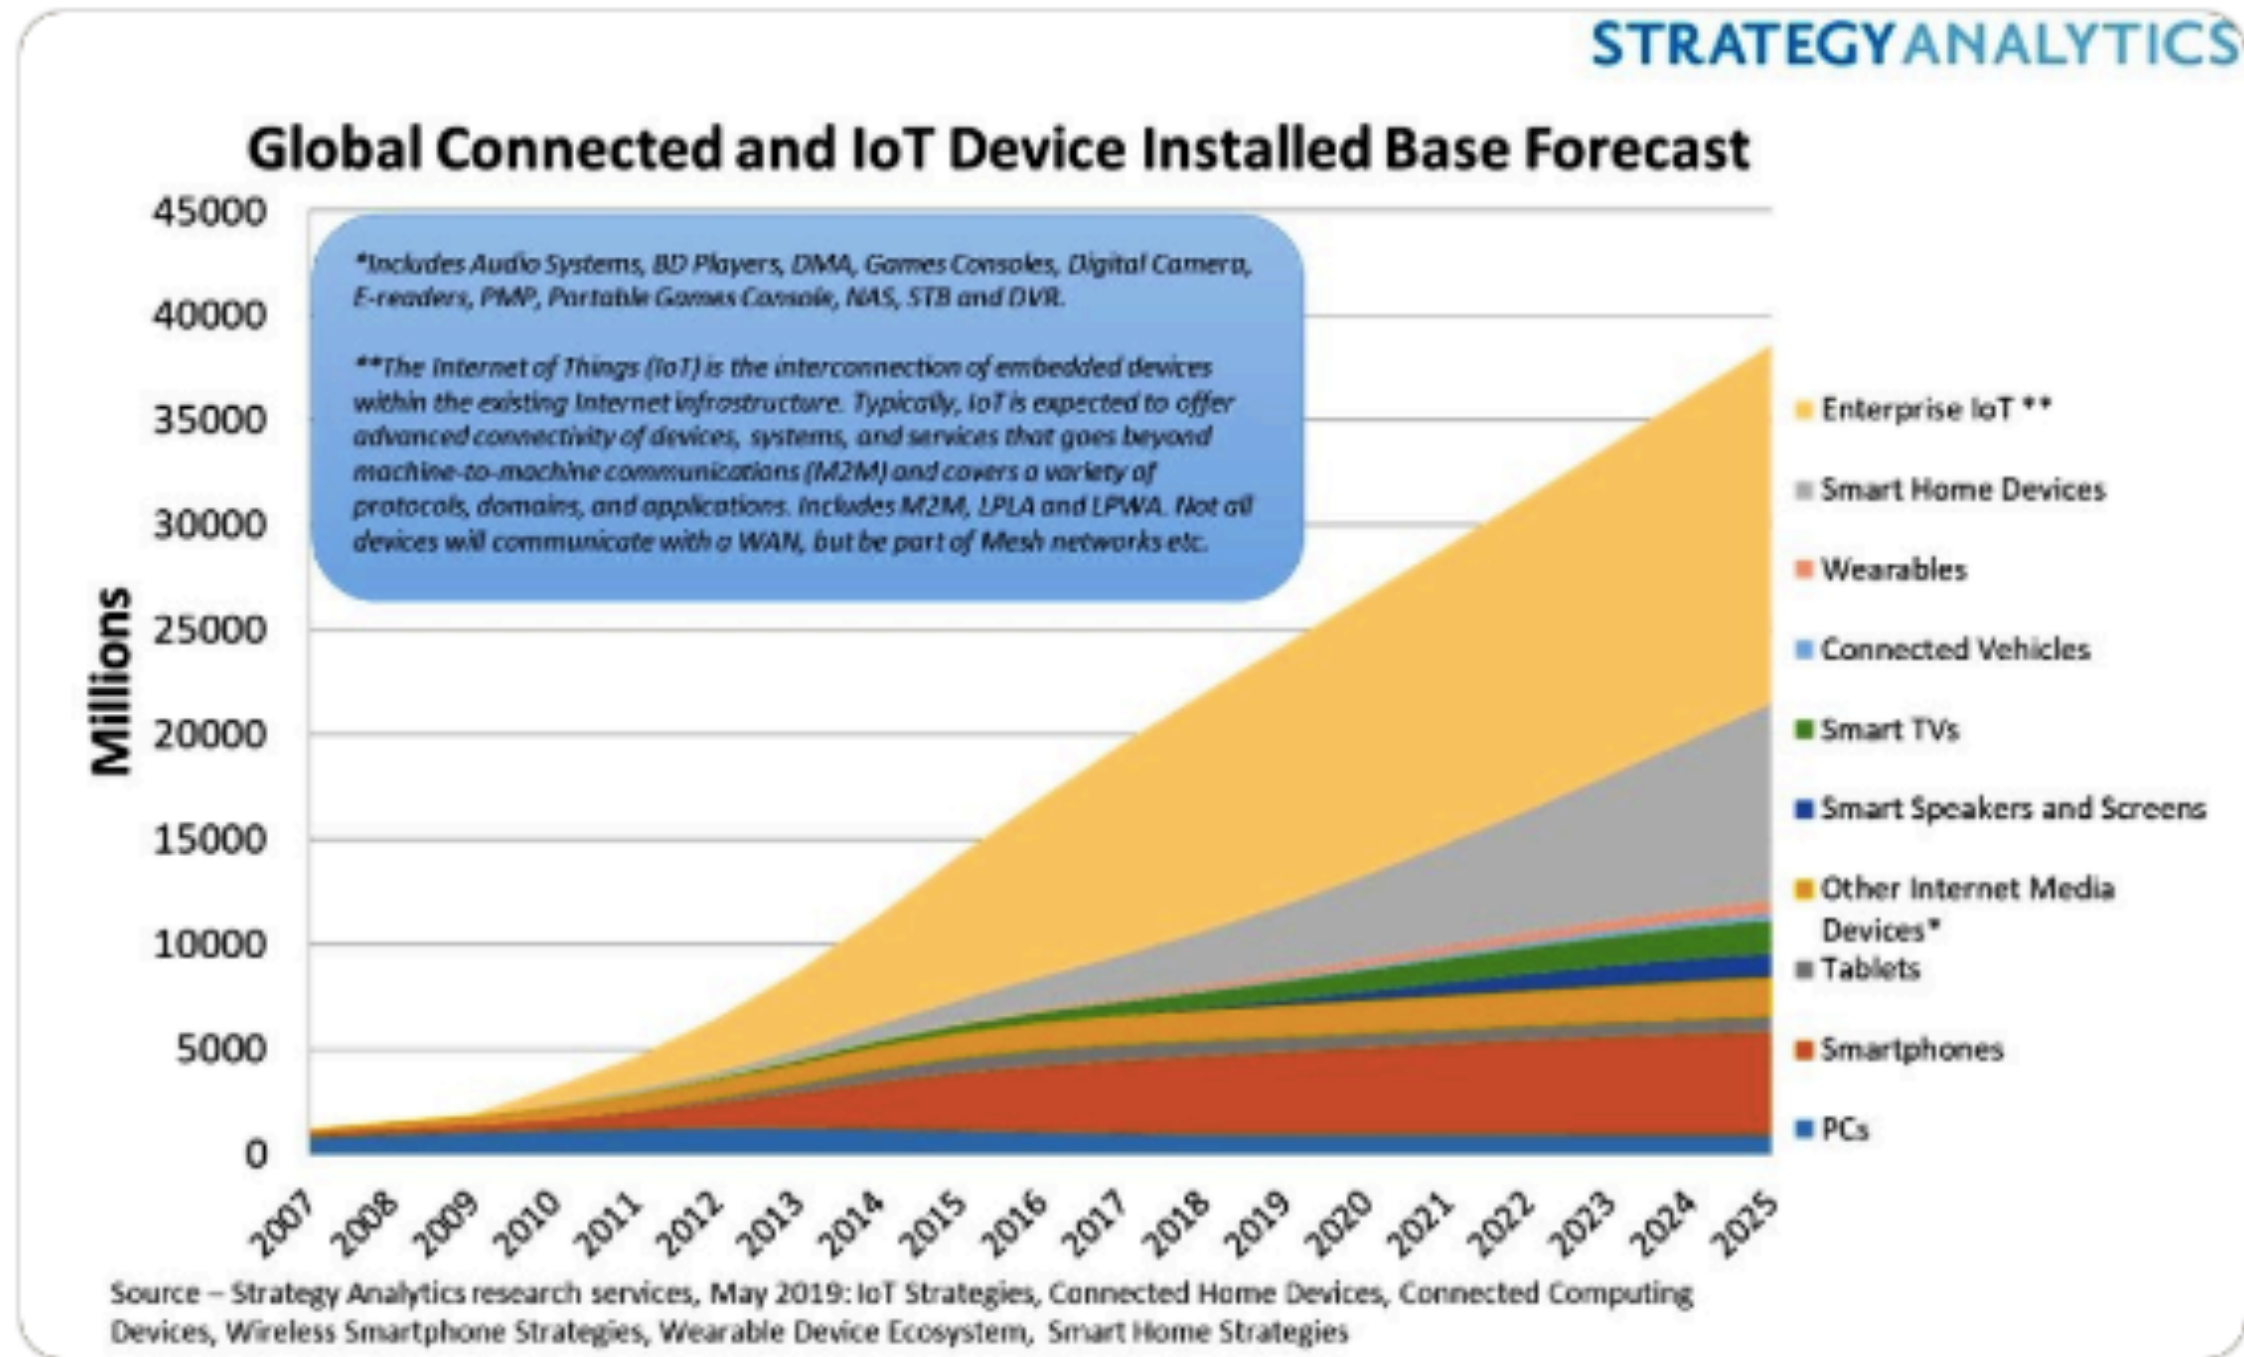 STRATEGYANALYTICS
Global Connected and IoT Device Installed Base Forecast
45000
40000
35000
30000
25000
20000
15000
10000
5000
0
Millions
*Includes Audio Systems, BD Players, DMA, Games Consoles, Digital Camera,
E-readers, PMP, Portable Games Console, NAS, STB and DVR.
**The Internet of Things (IoT) is the interconnection of embedded devices
within the existing Internet infrastructure. Typically, IoT is expected to offer
advanced connectivity of devices, systems, and services that goes beyond
machine-to-machine communications (M2M) and covers a variety of
protocols, domains, and applications. Includes M2M, LPLA and LPWA. Not all
devices will communicate with a WAN, but be part of Mesh networks etc.
Enterprise IoT **
Smart Home Devices
Wearables
Connected Vehicles
Smart TVs
Smart Speakers and Screens
Other Internet Media
Devices*
Tablets
Smartphones
PCs
2007
2008
2009
2010
2011
2012
2013
2014
2015
2016
2017
2018
2019
2020
2021
2022
2023
2024
2025
Source – Strategy Analytics research services, May 2019: IoT Strategies, Connected Home Devices, Connected Computing
Devices, Wireless Smartphone Strategies, Wearable Device Ecosystem, Smart Home Strategies